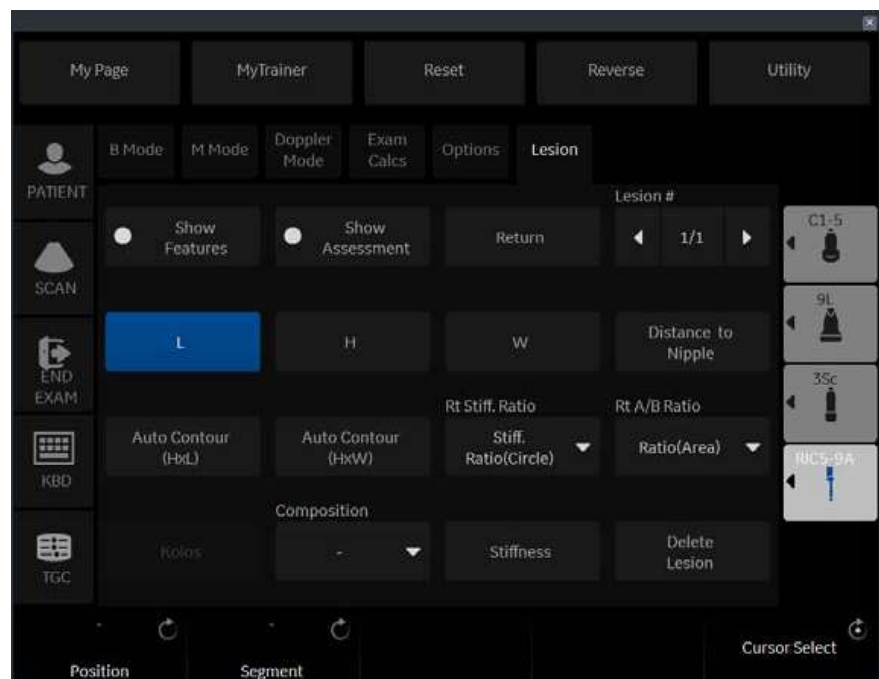 My Page
MyTrainer
Reset
Reverse
Utility
B Mode
M Mode
Doppler
Mode
Exam
Calcs
Options
Lesion
PATIENT
SCAN
END
EXAM
KBD
TGC
Lesion #
Show
Features
Show
Assessment
Return
1/1
L
H
W
Distance to
Nipple
Rt Stiff. Ratio
Rt A/B Ratio
Auto Contour
(HxL)
Auto Contour
(HxW)
Stiff.
Ratio(Circle)
Ratio(Area)
Composition
Kolos
-
Stiffness
Delete
Lesion
C1-5
9L
3Sc
RIC5-9A
-
-
Position
Segment
Cursor Select